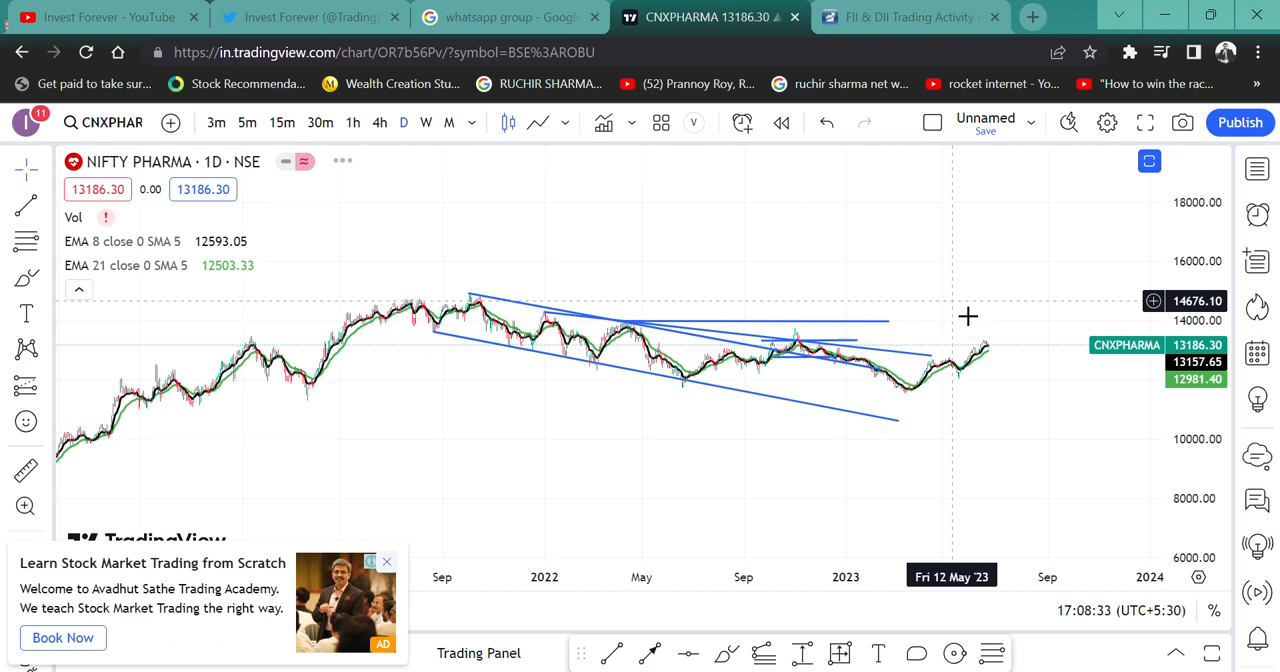 Invest Forever - YouTube
Invest Forever (@Trading
whatsapp group - Google
CNXPHARMA 13186.30
FII & DII Trading Activity
https://in.tradingview.com/chart/OR7b56Pv/?symbol=BSE%3AROBU
Get paid to take sur...
Stock Recommenda...
Wealth Creation Stu...
RUCHIR SHARMA...
(52) Prannoy Roy, R...
ruchir sharma net w...
rocket internet - Yo...
"How to win the rac...
»
I
11
CNXPHAR
3m
5m
15m
30m
1h
4h
D
W
M
V
Unnamed
Save
Publish
NIFTY PHARMA · 1D · NSE
13186.30
0.00
13186.30
Vol
!
EMA 8 close 0 SMA 5 12593.05
EMA 21 close 0 SMA 5 12503.33
18000.00
16000.00
14676.10
14000.00
CNXPHARMA 13186.30
13157.65
12981.40
10000.00
8000.00
6000.00
TradingView
Sep
2022
May
Sep
2023
Fri 12 May '23
Sep
2024
17:08:33 (UTC+5:30)
%
Learn Stock Market Trading from Scratch
Welcome to Avadhut Sathe Trading Academy.
We teach Stock Market Trading the right way.
Book Now
AD
Trading Panel
T